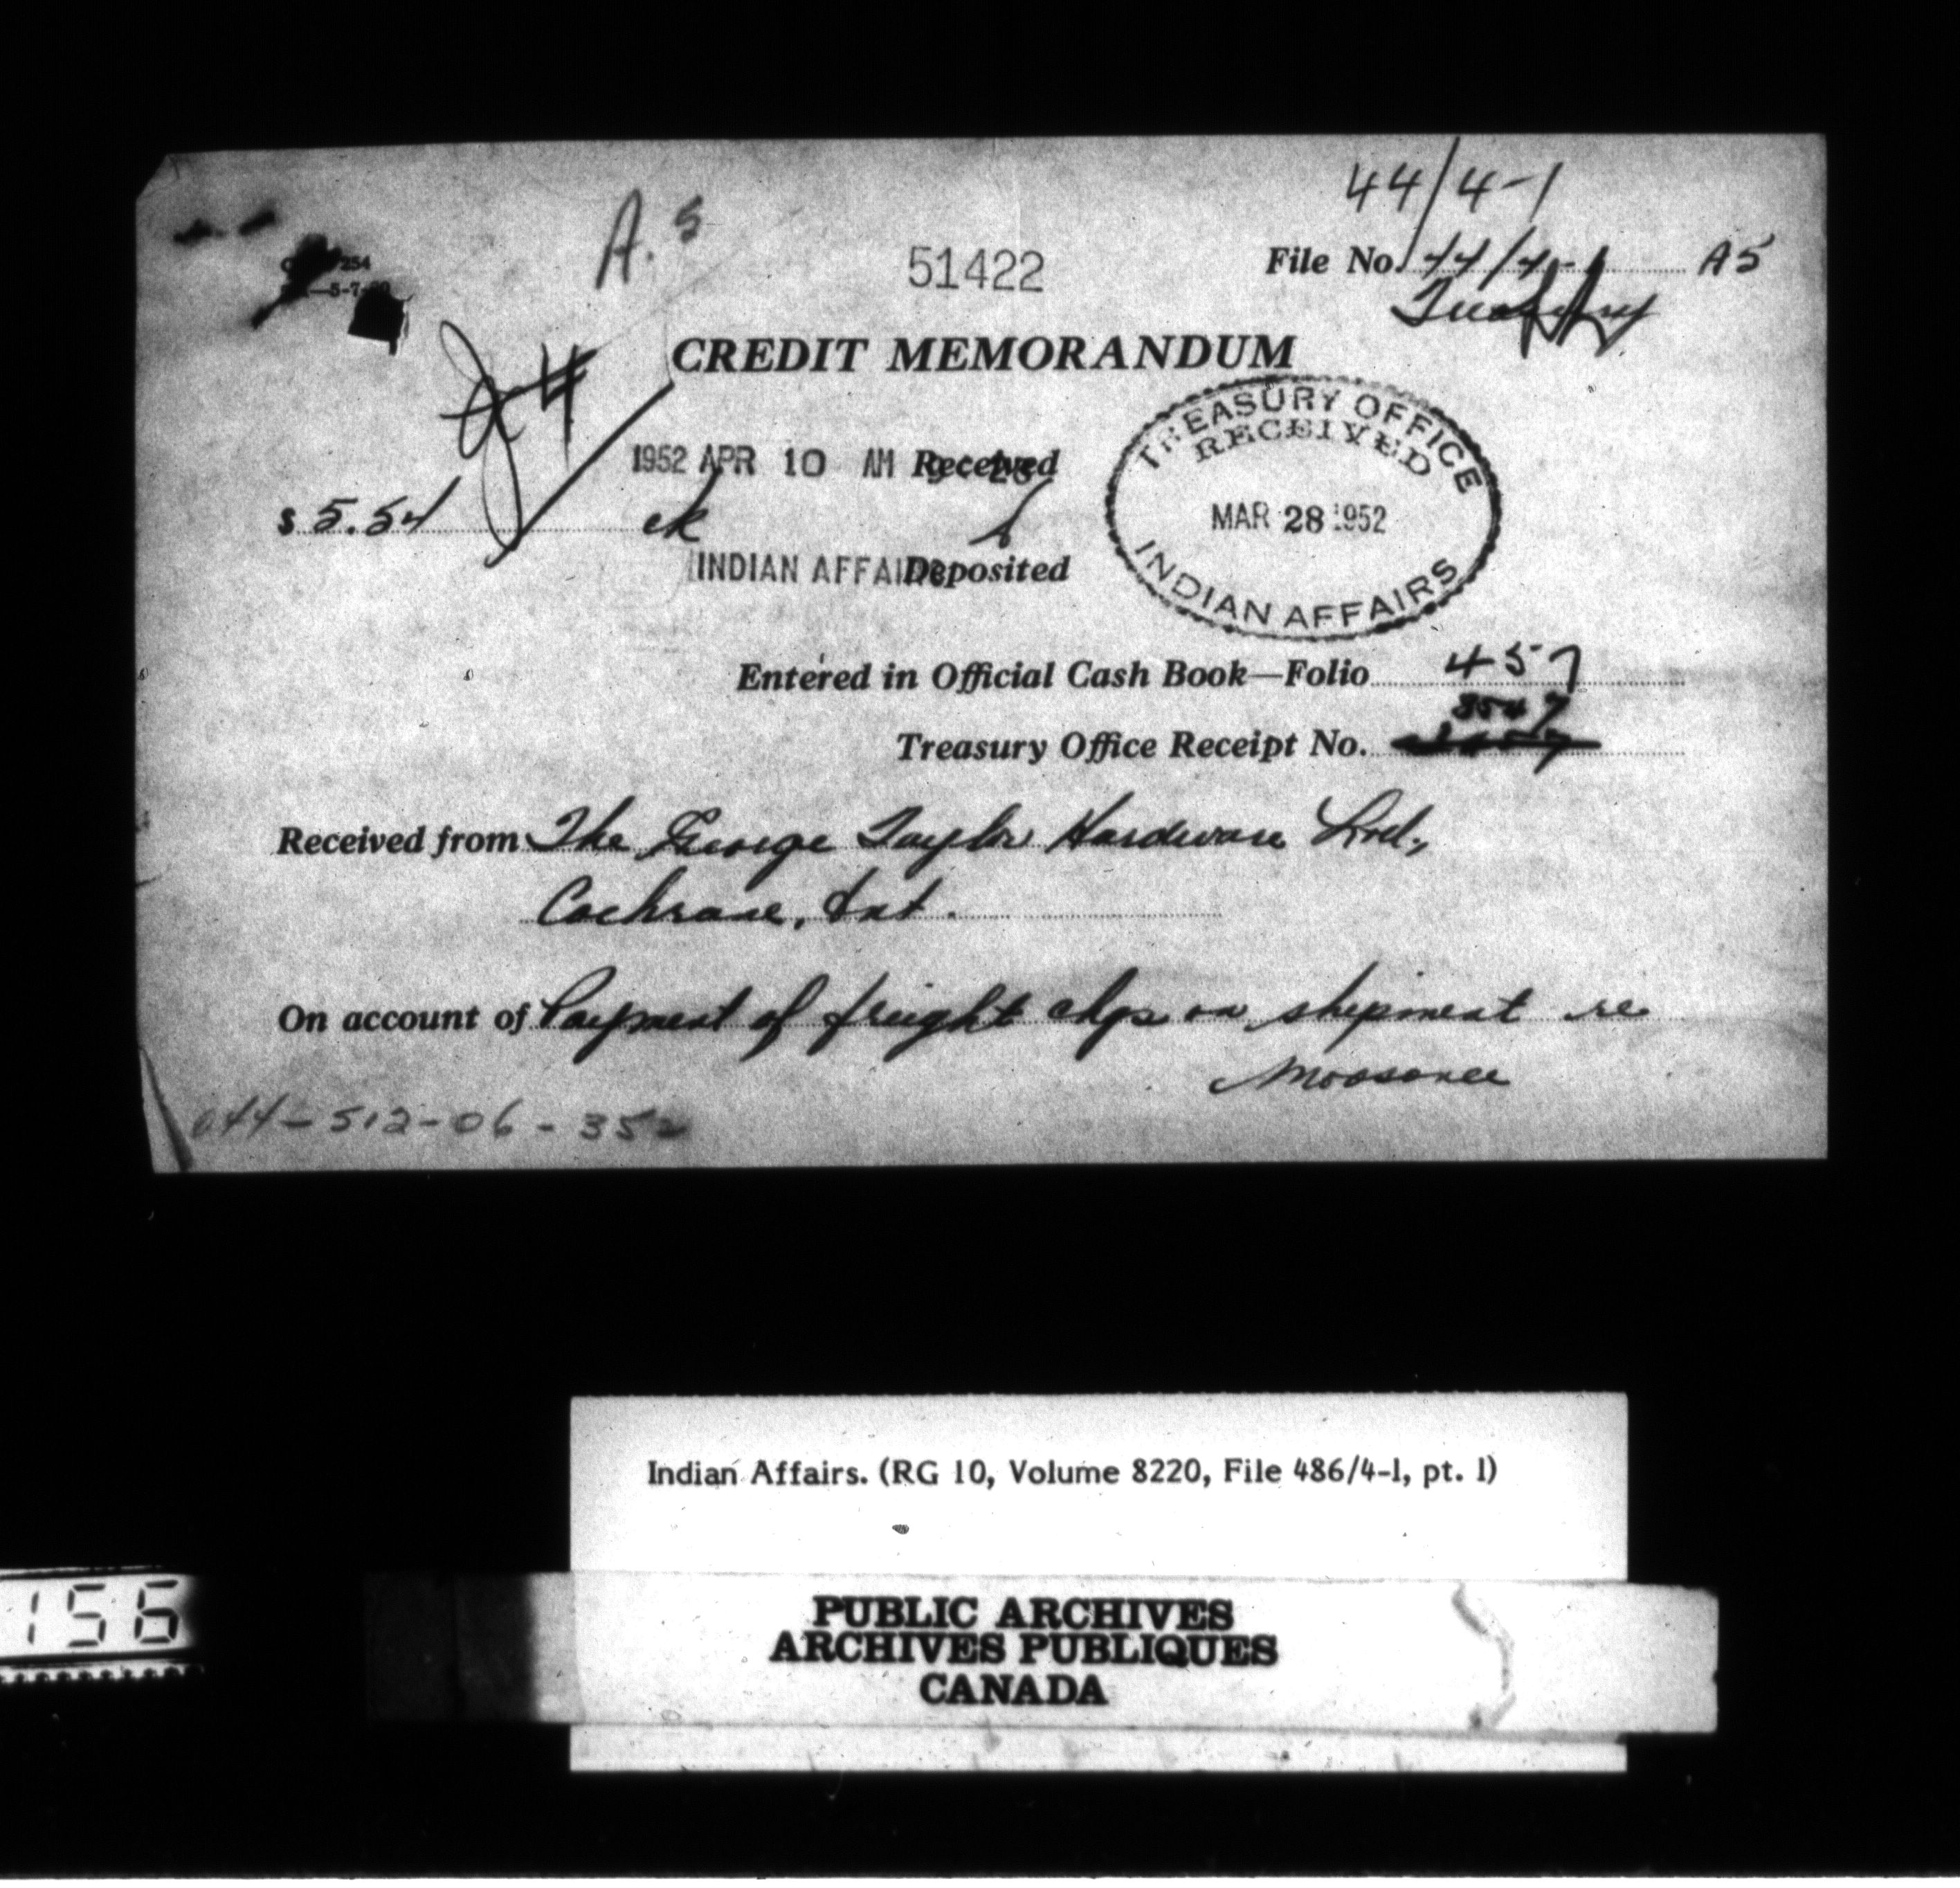 44/4-1
A.5
51422
File No. 44/4-1 A5
CREDIT MEMORANDUM
TREASURY OFFICE
RECEIVED
MAR 28 1952
INDIAN AFFAIRS
1952 APR 10 AM Received
$ 5.54 ck
INDIAN AFFAIRS Deposited
Entered in Official Cash Book—Folio 457
8547
Treasury Office Receipt No.
Received from The George Taylor Hardware Ltd.,
Cochrane, Ont.
On account of Payment of freight chgs on shipment re
Moosonee
044-512-06-352
Indian Affairs. (RG 10, Volume 8220, File 486/4-1, pt. 1)
156
PUBLIC ARCHIVES
ARCHIVES PUBLIQUES
CANADA